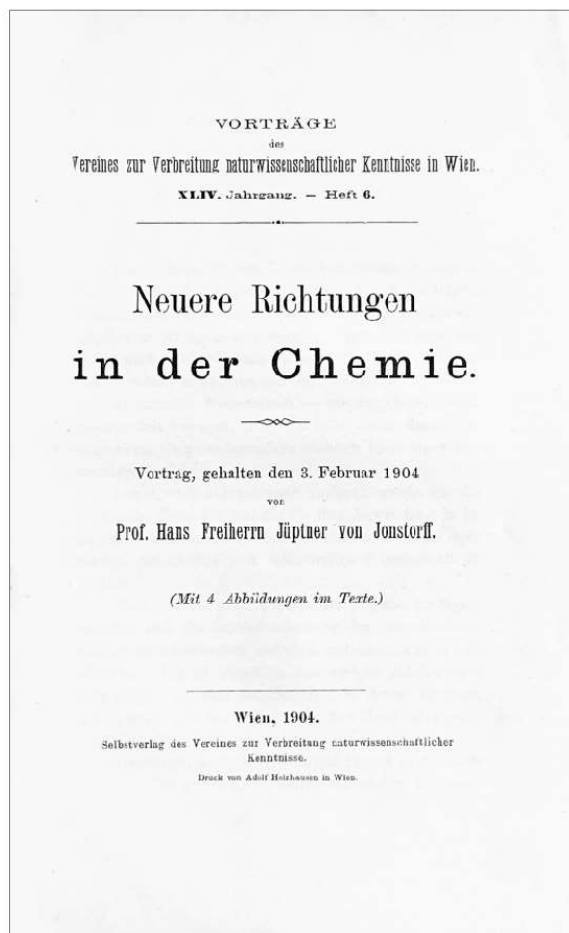 VORTRÄGE
des
Vereines zur Verbreitung naturwissenschaftlicher Kenntnisse in Wien.
XLIV. Jahrgang. — Heft 6.
Neuere Richtungen
in der Chemie.
Vortrag, gehalten den 3. Februar 1904
von
Prof. Hans Freiherrn Jüptner von Jonstorff.
(Mit 4 Abbildungen im Texte.)
Wien, 1904.
Selbstverlag des Vereines zur Verbreitung naturwissenschaftlicher
Kenntnisse.
Druck von Adolf Holzhausen in Wien.